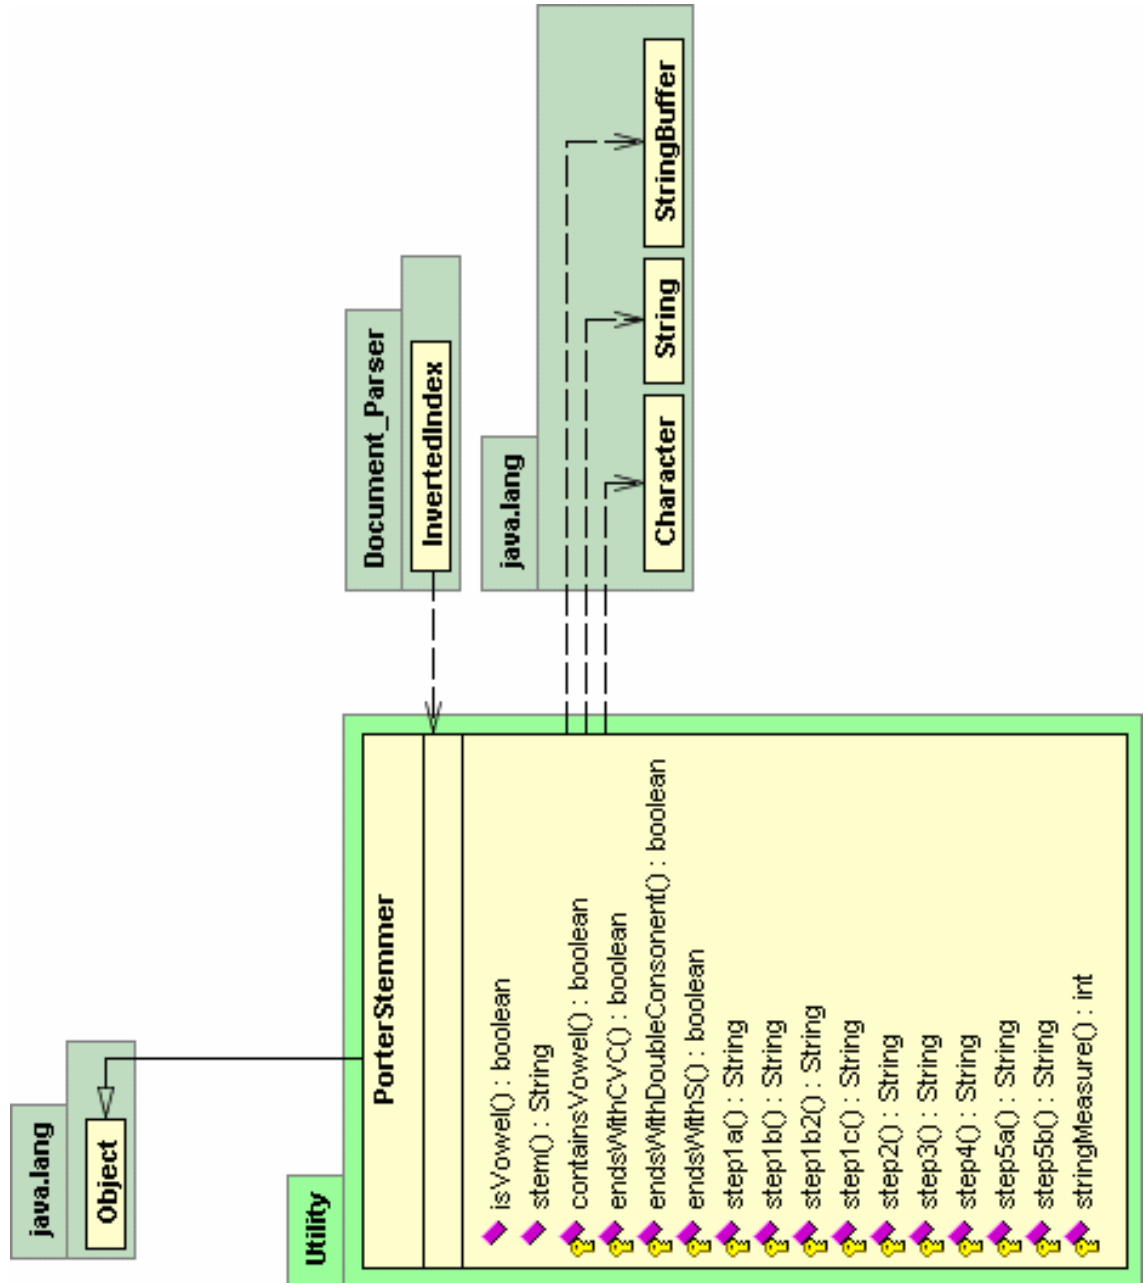 java.lang
Object
Document_Parser
InvertedIndex
java.lang
Character
String
StringBuffer
Utility
PorterStemmer
isVowel() : boolean
stem() : String
containsVowel() : boolean
endsWithCVC() : boolean
endsWithDoubleConsonent() : boolean
endsWithS() : boolean
step1a() : String
step1b() : String
step1b2() : String
step1c() : String
step2() : String
step3() : String
step4() : String
step5a() : String
step5b() : String
stringMeasure() : int